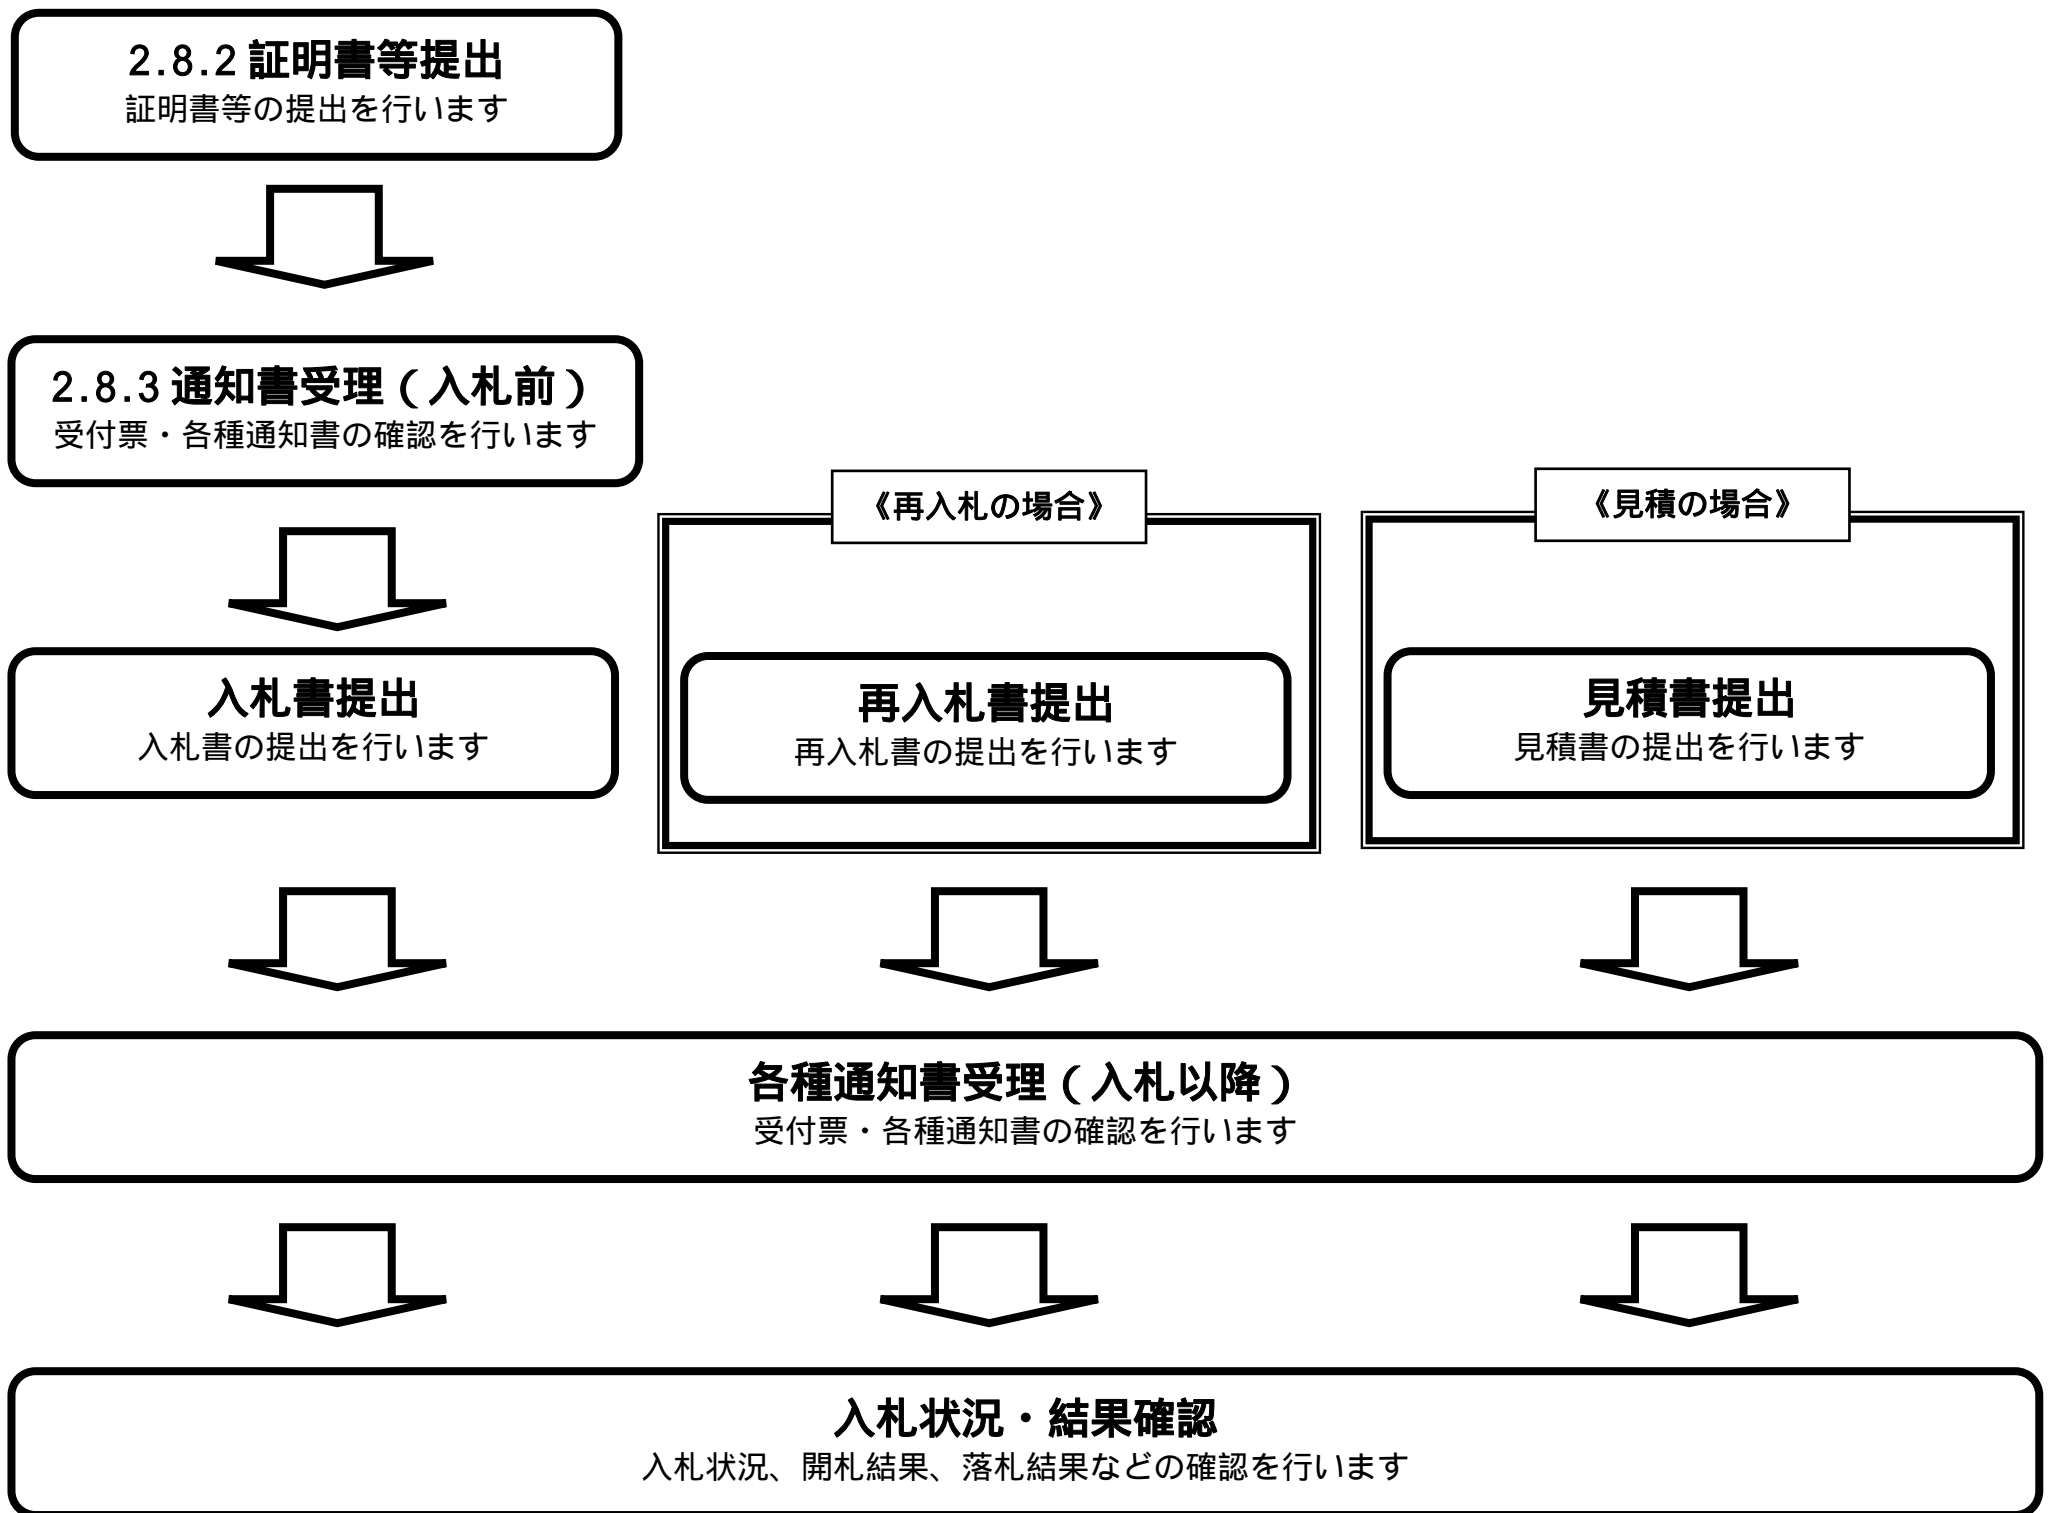 2.8.2 証明書等提出
証明書等の提出を行います
2.8.3 通知書受理（入札前）
受付票・各種通知書の確認を行います
《再入札の場合》
《見積の場合》
入札書提出
入札書の提出を行います
再入札書提出
再入札書の提出を行います
見積書提出
見積書の提出を行います
各種通知書受理（入札以降）
受付票・各種通知書の確認を行います
入札状況・結果確認
入札状況、開札結果、落札結果などの確認を行います